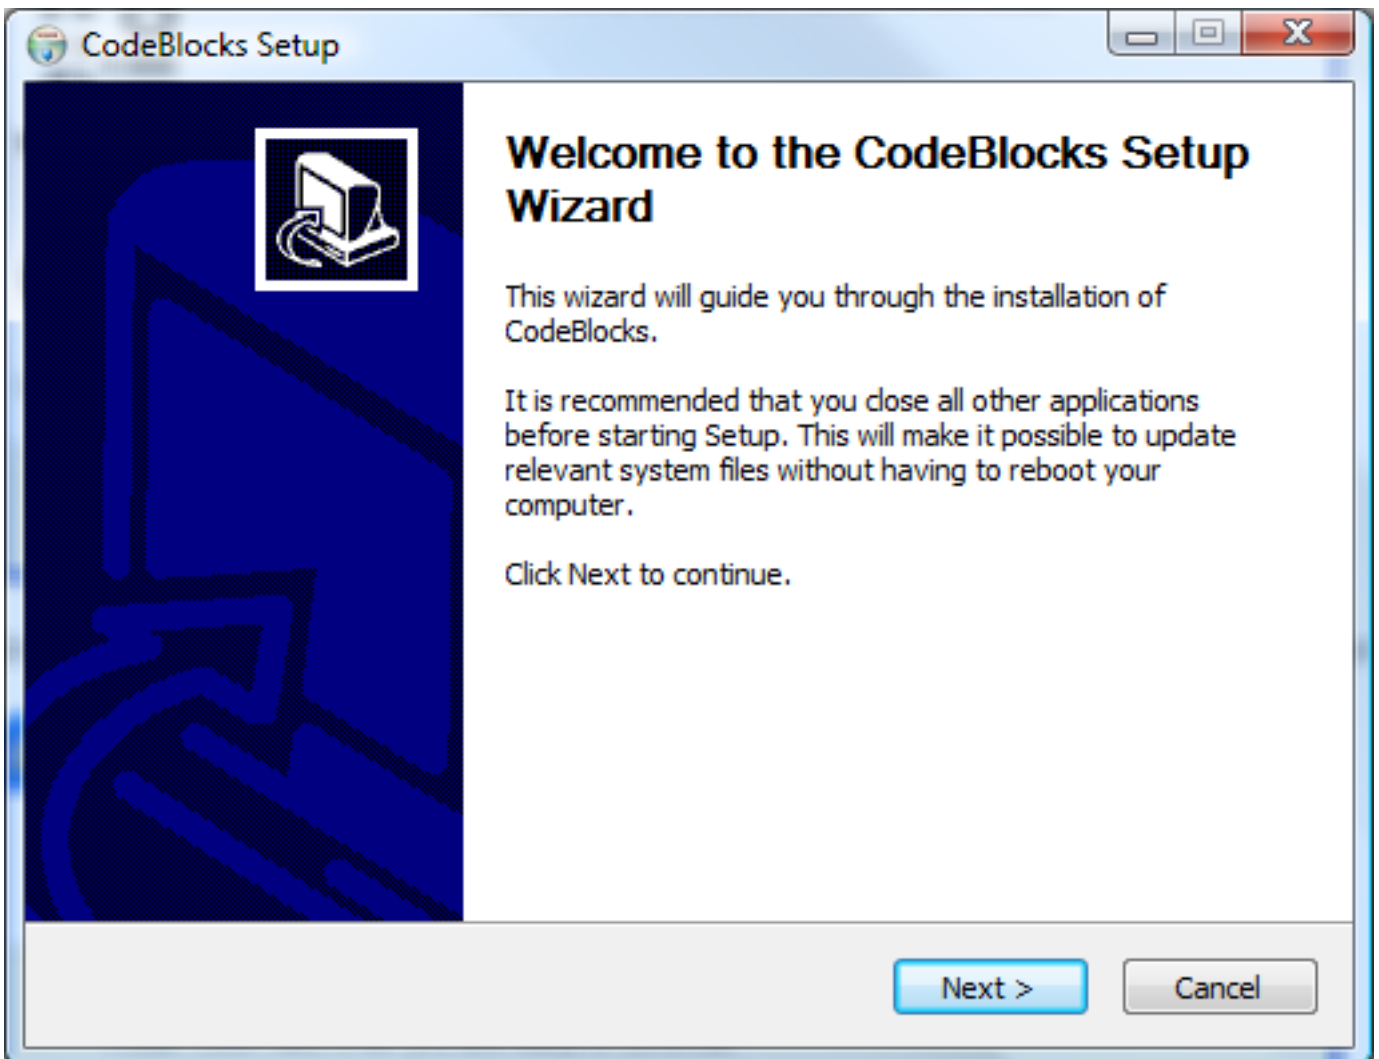 CodeBlocks Setup
Welcome to the CodeBlocks Setup
Wizard
This wizard will guide you through the installation of
CodeBlocks.
It is recommended that you close all other applications
before starting Setup. This will make it possible to update
relevant system files without having to reboot your
computer.
Click Next to continue.
Next >
Cancel